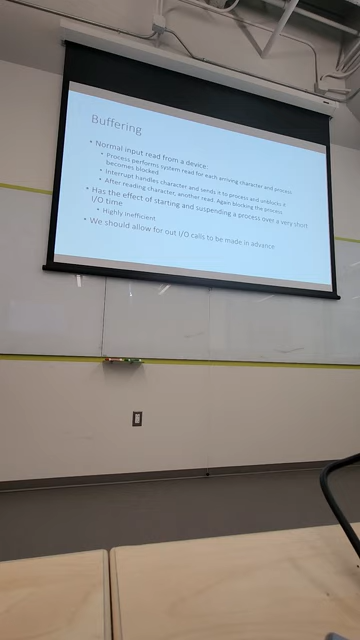 Buffering
• Normal input read from a device:
• Process performs system read for each arriving character and process
becomes blocked
• Interrupt handles character and sends it to process and unblocks it
• After reading character, another read. Again blocking the process
• Has the effect of starting and suspending a process over a very short
I/O time
• Highly inefficient
• We should allow for out I/O calls to be made in advance